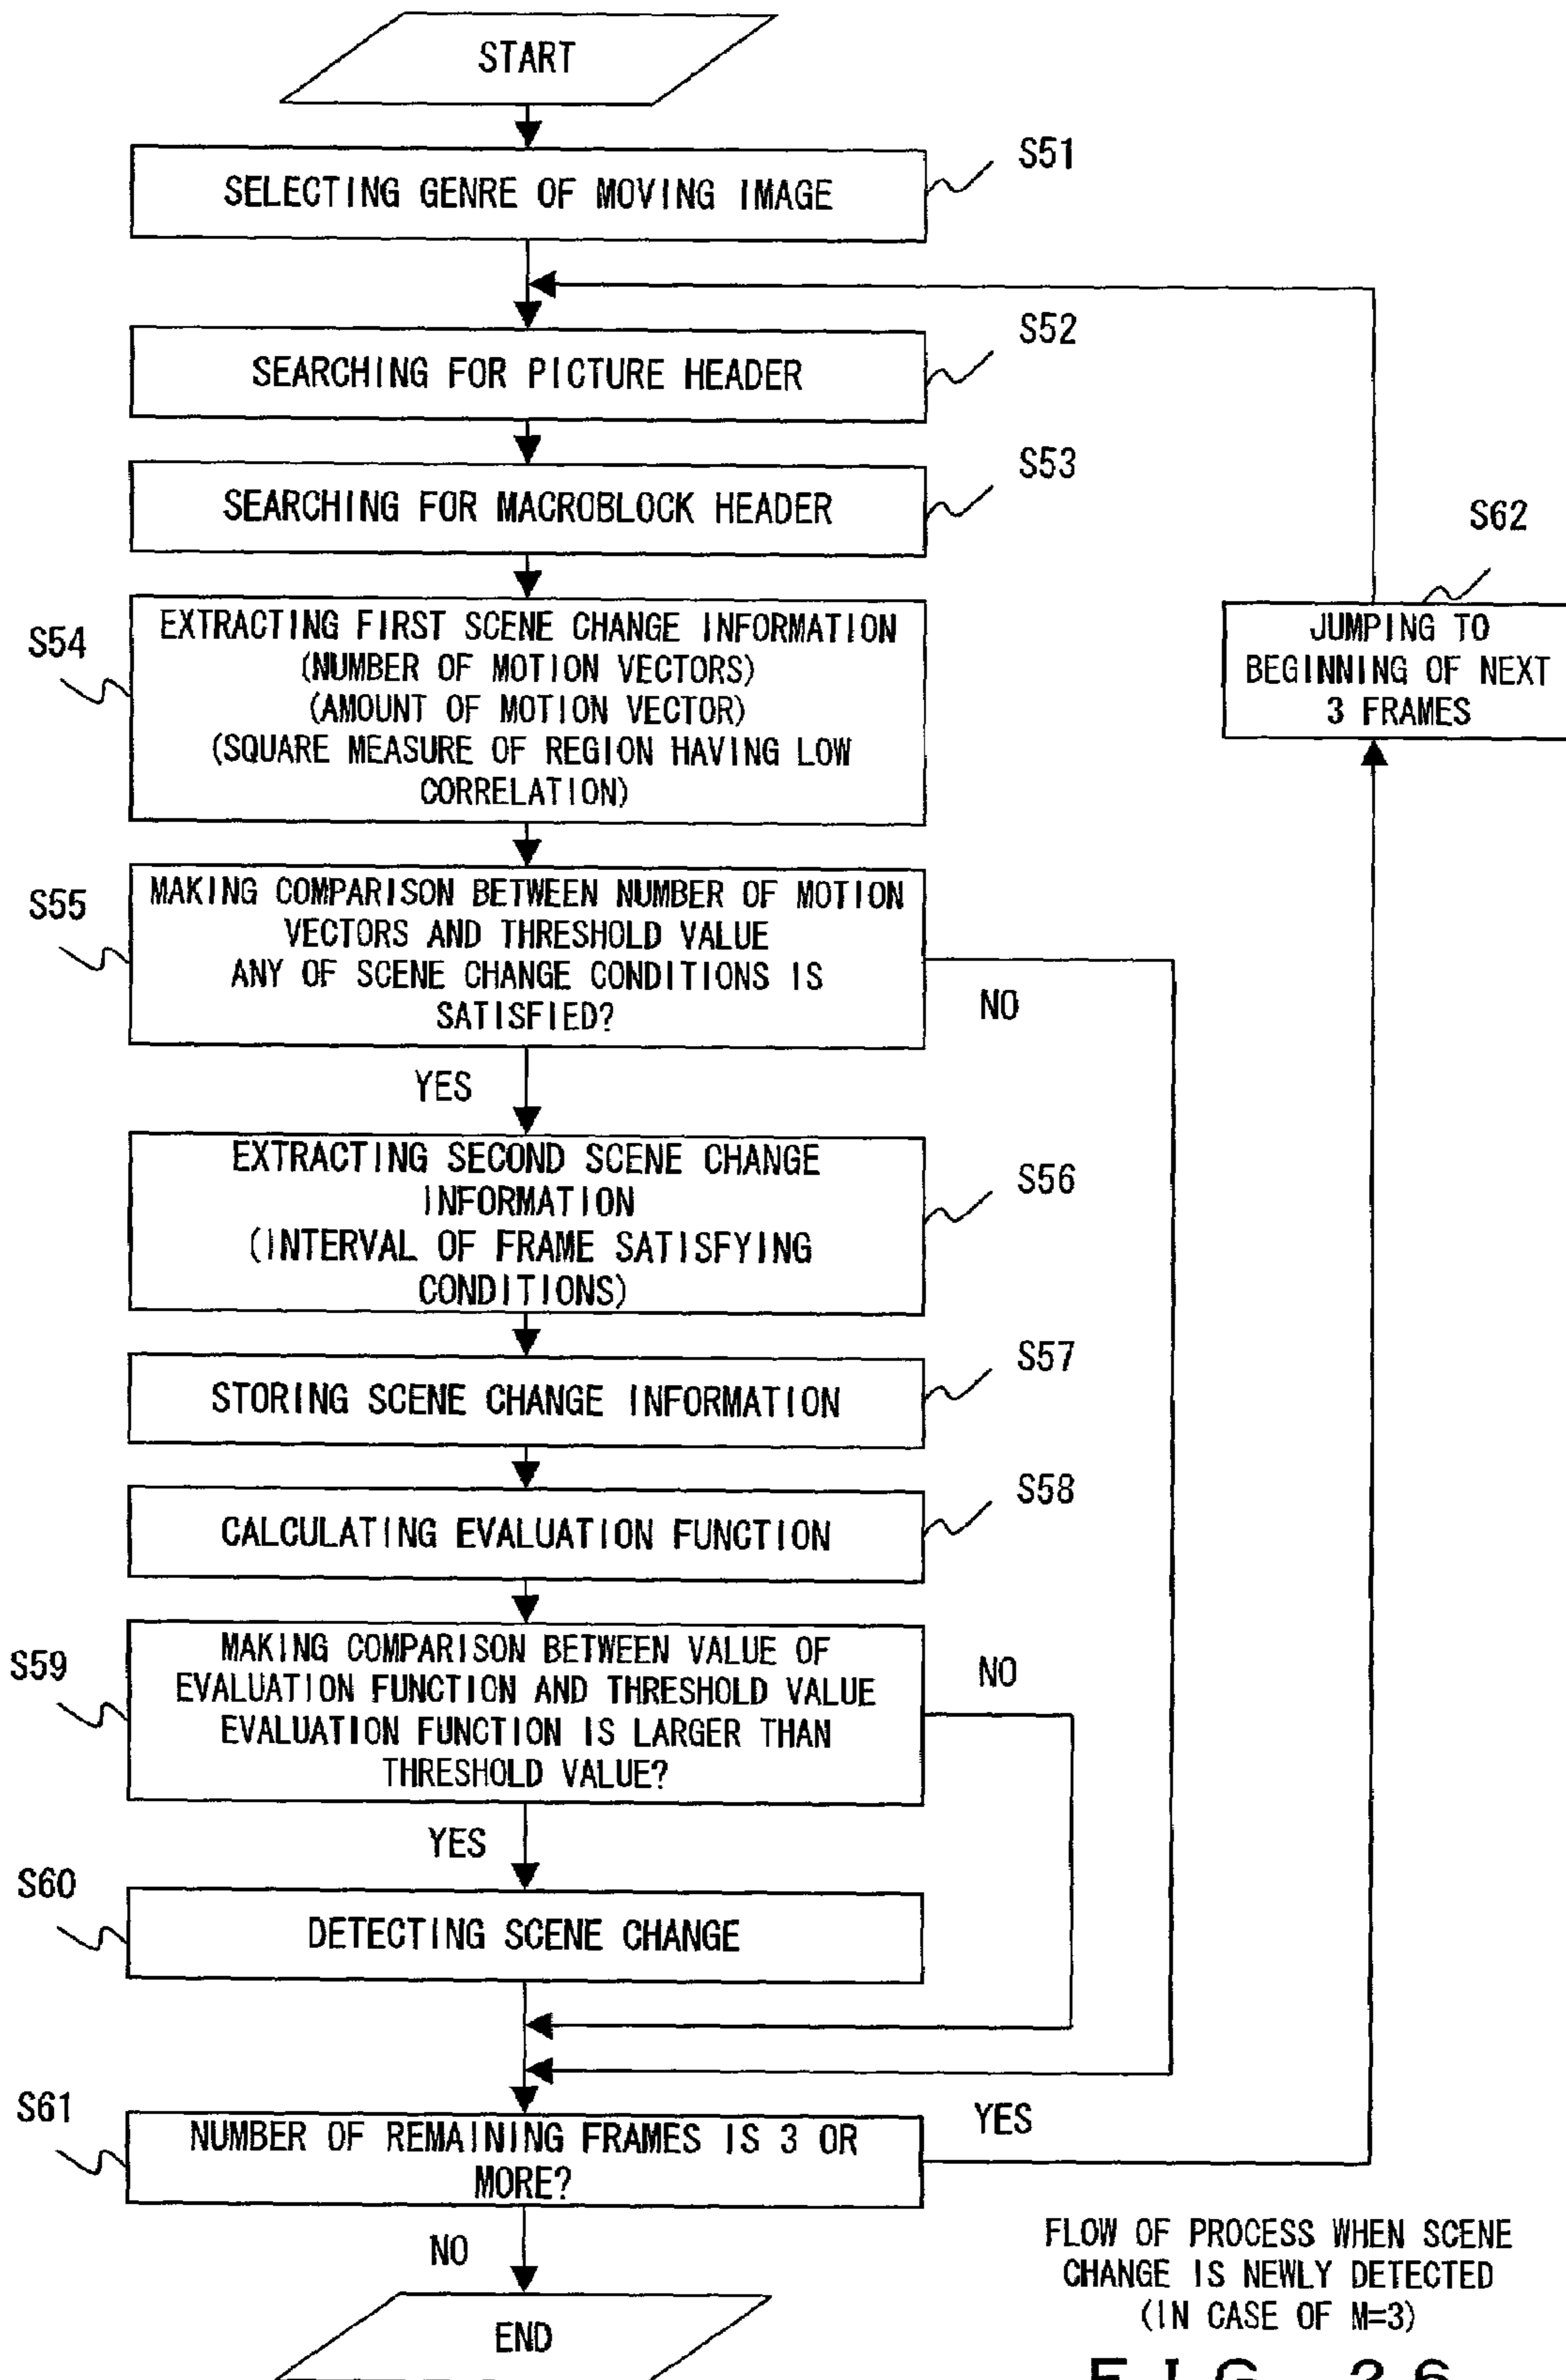 START
S51
SELECTING GENRE OF MOVING IMAGE
S52
SEARCHING FOR PICTURE HEADER
S53
SEARCHING FOR MACROBLOCK HEADER
S62
JUMPING TO
BEGINNING OF NEXT
3 FRAMES
S54
EXTRACTING FIRST SCENE CHANGE INFORMATION
(NUMBER OF MOTION VECTORS)
(AMOUNT OF MOTION VECTOR)
(SQUARE MEASURE OF REGION HAVING LOW
CORRELATION)
S55
MAKING COMPARISON BETWEEN NUMBER OF MOTION
VECTORS AND THRESHOLD VALUE
ANY OF SCENE CHANGE CONDITIONS IS
SATISFIED?
NO
YES
EXTRACTING SECOND SCENE CHANGE
INFORMATION
(INTERVAL OF FRAME SATISFYING
CONDITIONS)
S56
S57
STORING SCENE CHANGE INFORMATION
S58
CALCULATING EVALUATION FUNCTION
S59
MAKING COMPARISON BETWEEN VALUE OF
EVALUATION FUNCTION AND THRESHOLD VALUE
EVALUATION FUNCTION IS LARGER THAN
THRESHOLD VALUE?
NO
YES
S60
DETECTING SCENE CHANGE
S61
NUMBER OF REMAINING FRAMES IS 3 OR
MORE?
YES
NO
END
FLOW OF PROCESS WHEN SCENE
CHANGE IS NEWLY DETECTED
(IN CASE OF M=3)
FIG. 26